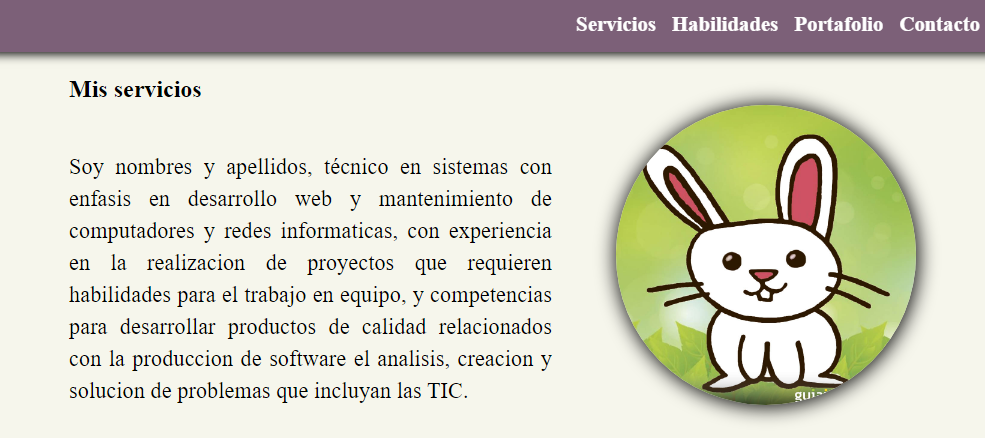 Servicios Habilidades Portafolio Contacto
Mis servicios
Soy nombres y apellidos, técnico en sistemas con
enfasis en desarrollo web y mantenimiento de
computadores y redes informaticas, con experiencia
en la realizacion de proyectos que requieren
habilidades para el trabajo en equipo, y competencias
para desarrollar productos de calidad relacionados
con la produccion de software el analisis, creacion y
solucion de problemas que incluyan las TIC.